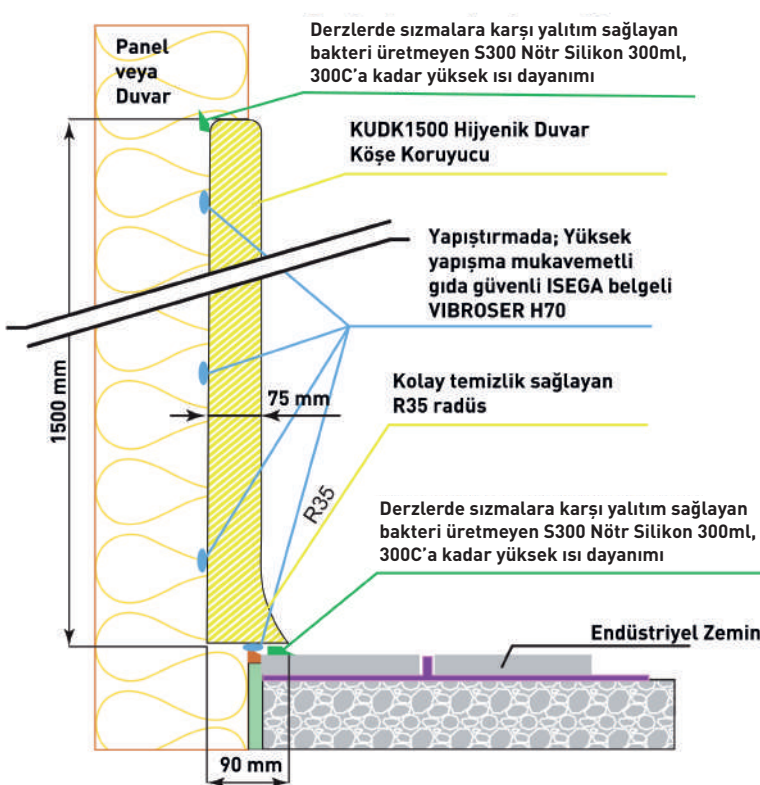 Panel
veya
Duvar
Derzlerde sızmalara karşı yalıtım sağlayan
bakteri üretmeyen S300 Nötr Silikon 300ml,
300C'a kadar yüksek ısı dayanımı
KUDK1500 Hijyenik Duvar
Köşe Koruyucu
Yapıştırmada; Yüksek
yapışma mukavemetli
gıda güvenli ISEGA belgeli
VIBROSER H70
1500 mm
75 mm
Kolay temizlik sağlayan
R35 radüs
R35
Derzlerde sızmalara karşı yalıtım sağlayan
bakteri üretmeyen S300 Nötr Silikon 300ml,
300C'a kadar yüksek ısı dayanımı
Endüstriyel Zemin
90 mm